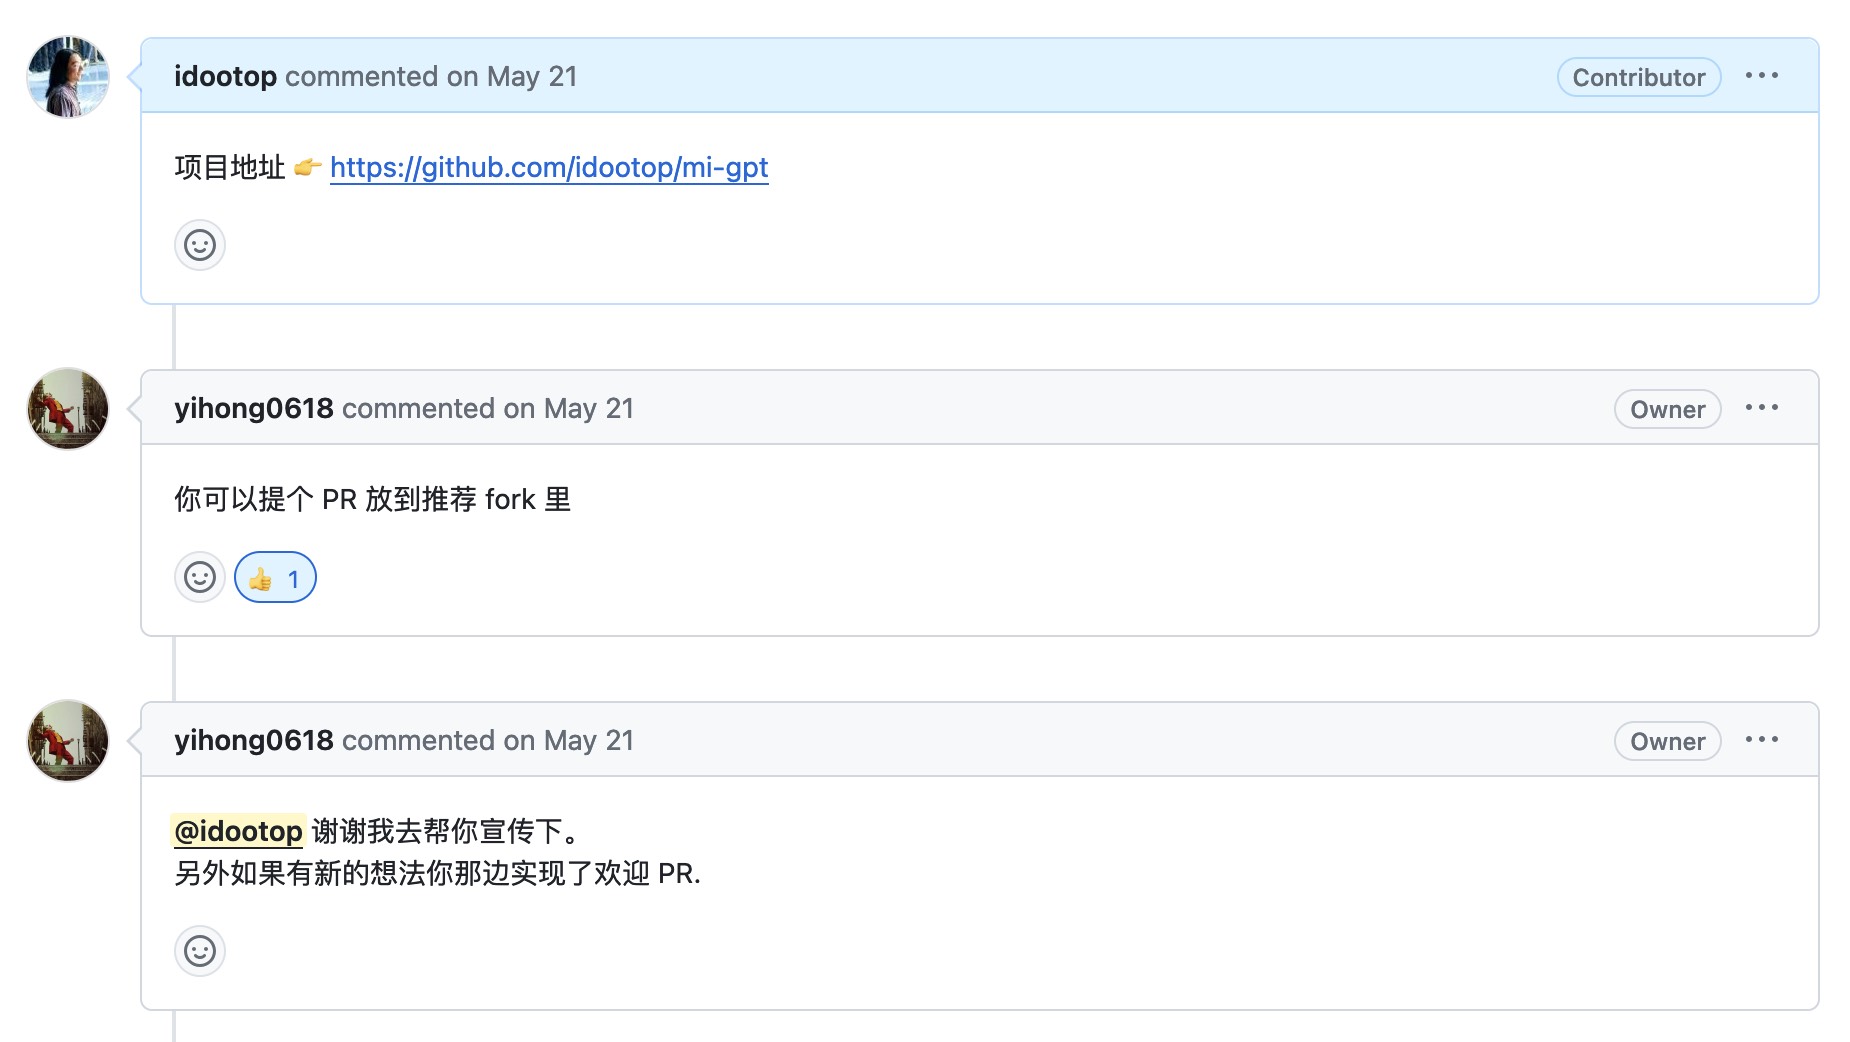 idootop commented on May 21
Contributor
项目地址 👉 https://github.com/idootop/mi-gpt
yihong0618 commented on May 21
Owner
你可以提个 PR 放到推荐 fork 里
👍 1
yihong0618 commented on May 21
Owner
@idootop 谢谢我去帮你宣传下。
另外如果有新的想法你那边实现了欢迎 PR.